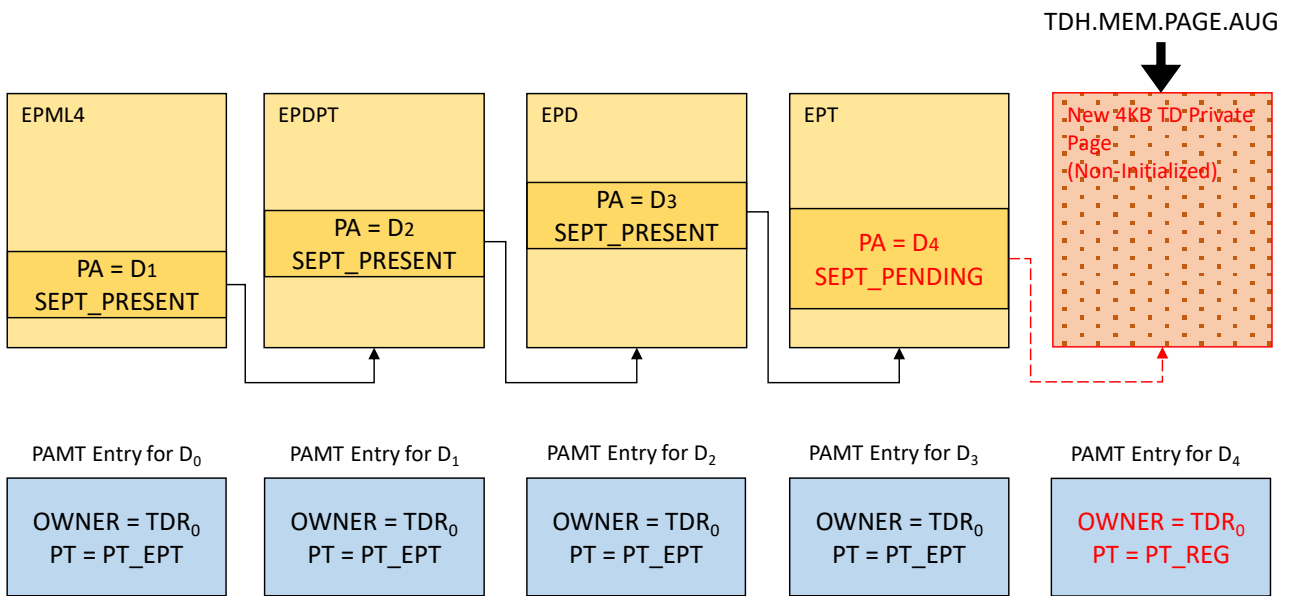 TDH.MEM.PAGE.AUG
EPML4
PA = D1
SEPT_PRESENT
EPDPT
PA = D2
SEPT_PRESENT
EPD
PA = D3
SEPT_PRESENT
EPT
PA = D4
SEPT_PENDING
New 4KB TD Private
Page
(Non-Initialized)
PAMT Entry for D₀
OWNER = TDR₀
PT = PT_EPT
PAMT Entry for D₁
OWNER = TDR₀
PT = PT_EPT
PAMT Entry for D₂
OWNER = TDR₀
PT = PT_EPT
PAMT Entry for D₃
OWNER = TDR₀
PT = PT_EPT
PAMT Entry for D₄
OWNER = TDR₀
PT = PT_REG